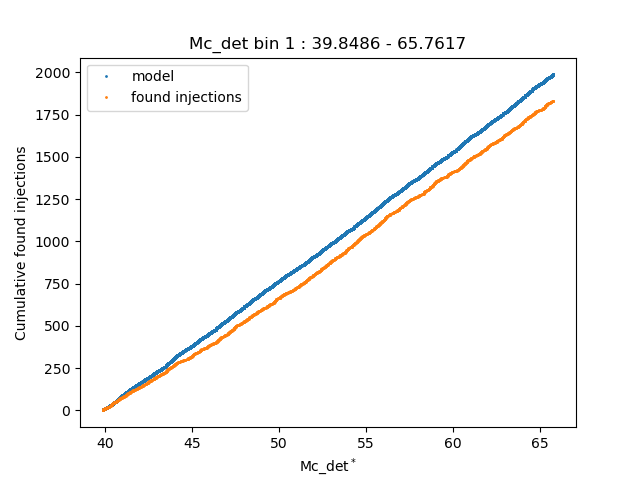 Mc_det bin 1 : 39.8486 - 65.7617
model
found injections
Cumulative found injections
2000
1750
1500
1250
1000
750
500
250
0
40 45 50 55 60 65
Mc_det*